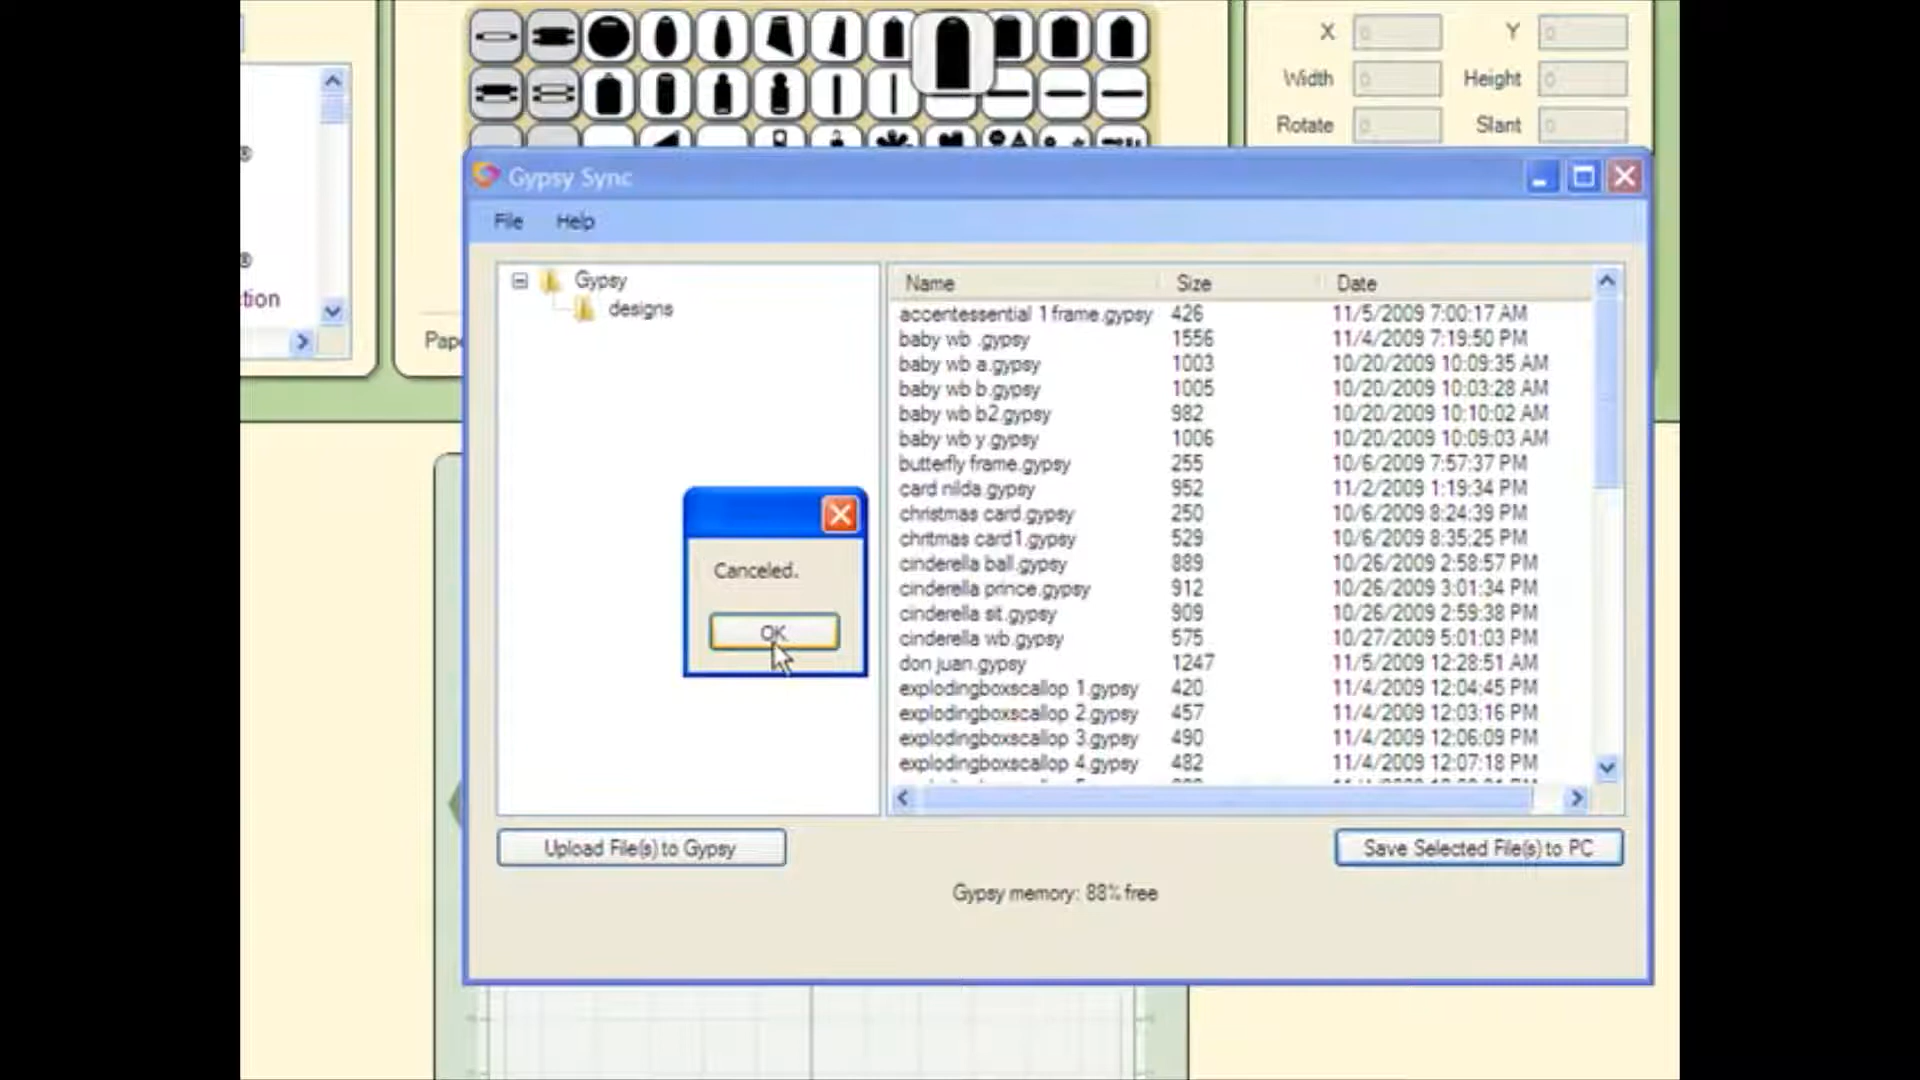 X 0 Y 0
Width 0 Height 0
Rotate 0 Slant 0
®
®
ction
Gypsy Sync
File Help
Gypsy
designs
Name Size Date
accentessential 1 frame.gypsy 426 11/5/2009 7:00:17 AM
baby wb .gypsy 1556 11/4/2009 7:19:50 PM
baby wb a.gypsy 1003 10/20/2009 10:09:35 AM
baby wb b.gypsy 1005 10/20/2009 10:03:28 AM
baby wb b2.gypsy 982 10/20/2009 10:10:02 AM
baby wb y.gypsy 1006 10/20/2009 10:09:03 AM
butterfly frame.gypsy 255 10/6/2009 7:57:37 PM
card nilda.gypsy 952 11/2/2009 1:19:34 PM
christmas card.gypsy 250 10/6/2009 8:24:39 PM
chritmas card1.gypsy 529 10/6/2009 8:35:25 PM
cinderella ball.gypsy 889 10/26/2009 2:58:57 PM
cinderella prince.gypsy 912 10/26/2009 3:01:34 PM
cinderella sit.gypsy 909 10/26/2009 2:59:38 PM
cinderella wb.gypsy 575 10/27/2009 5:01:03 PM
don juan.gypsy 1247 11/5/2009 12:28:51 AM
explodingboxscallop 1.gypsy 420 11/4/2009 12:04:45 PM
explodingboxscallop 2.gypsy 457 11/4/2009 12:03:16 PM
explodingboxscallop 3.gypsy 490 11/4/2009 12:06:09 PM
explodingboxscallop 4.gypsy 482 11/4/2009 12:07:18 PM
Pape
Canceled.
OK
Upload File(s) to Gypsy
Save Selected File(s) to PC
Gypsy memory: 88% free